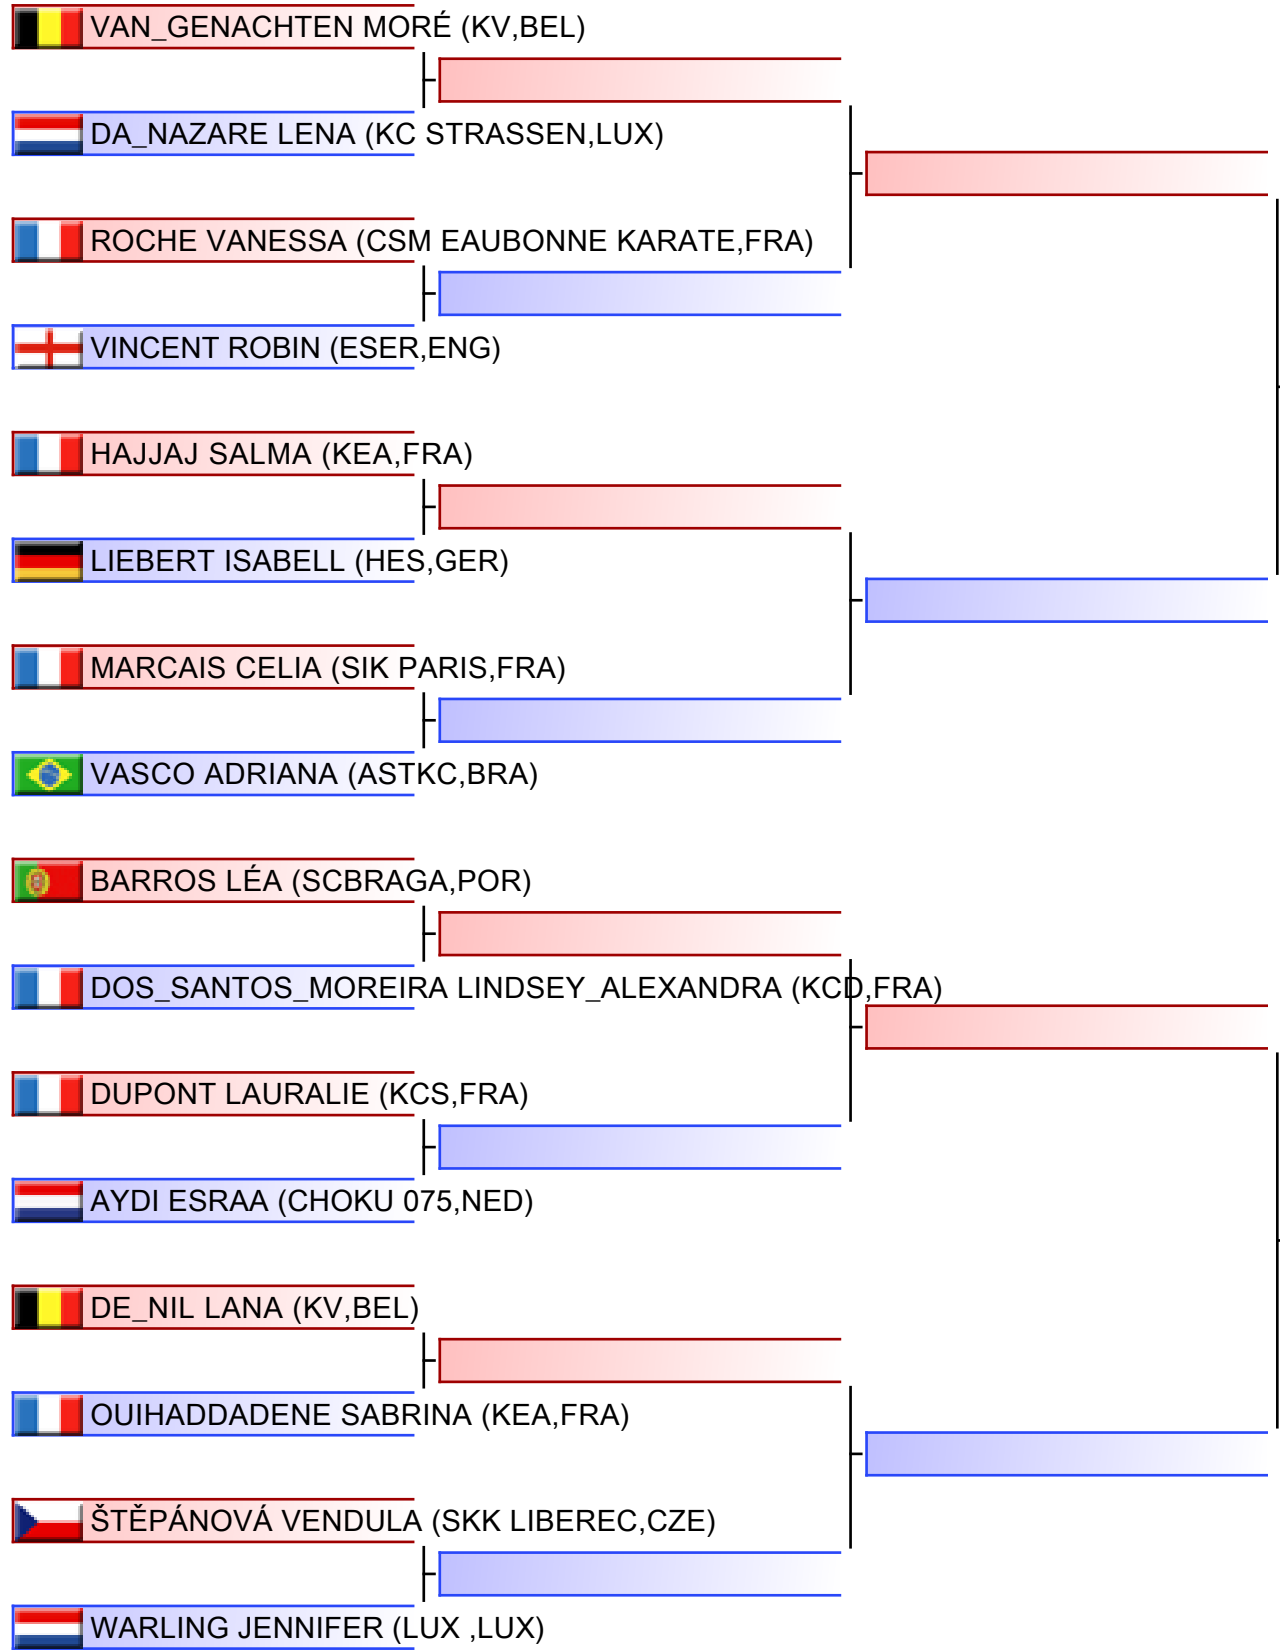 VAN_GENACHTEN MORÉ (KV,BEL)
DA_NAZARE LENA (KC STRASSEN,LUX)
ROCHE VANESSA (CSM EAUBONNE KARATE,FRA)
VINCENT ROBIN (ESER,ENG)
HAJJAJ SALMA (KEA,FRA)
LIEBERT ISABELL (HES,GER)
MARCAIS CELIA (SIK PARIS,FRA)
VASCO ADRIANA (ASTKC,BRA)
BARROS LÉA (SCBRAGA,POR)
DOS_SANTOS_MOREIRA LINDSEY_ALEXANDRA (KCD,FRA)
DUPONT LAURALIE (KCS,FRA)
AYDI ESRAA (CHOKU 075,NED)
DE_NIL LANA (KV,BEL)
OUIHADDADENE SABRINA (KEA,FRA)
ŠTĚPÁNOVÁ VENDULA (SKK LIBEREC,CZE)
WARLING JENNIFER (LUX ,LUX)